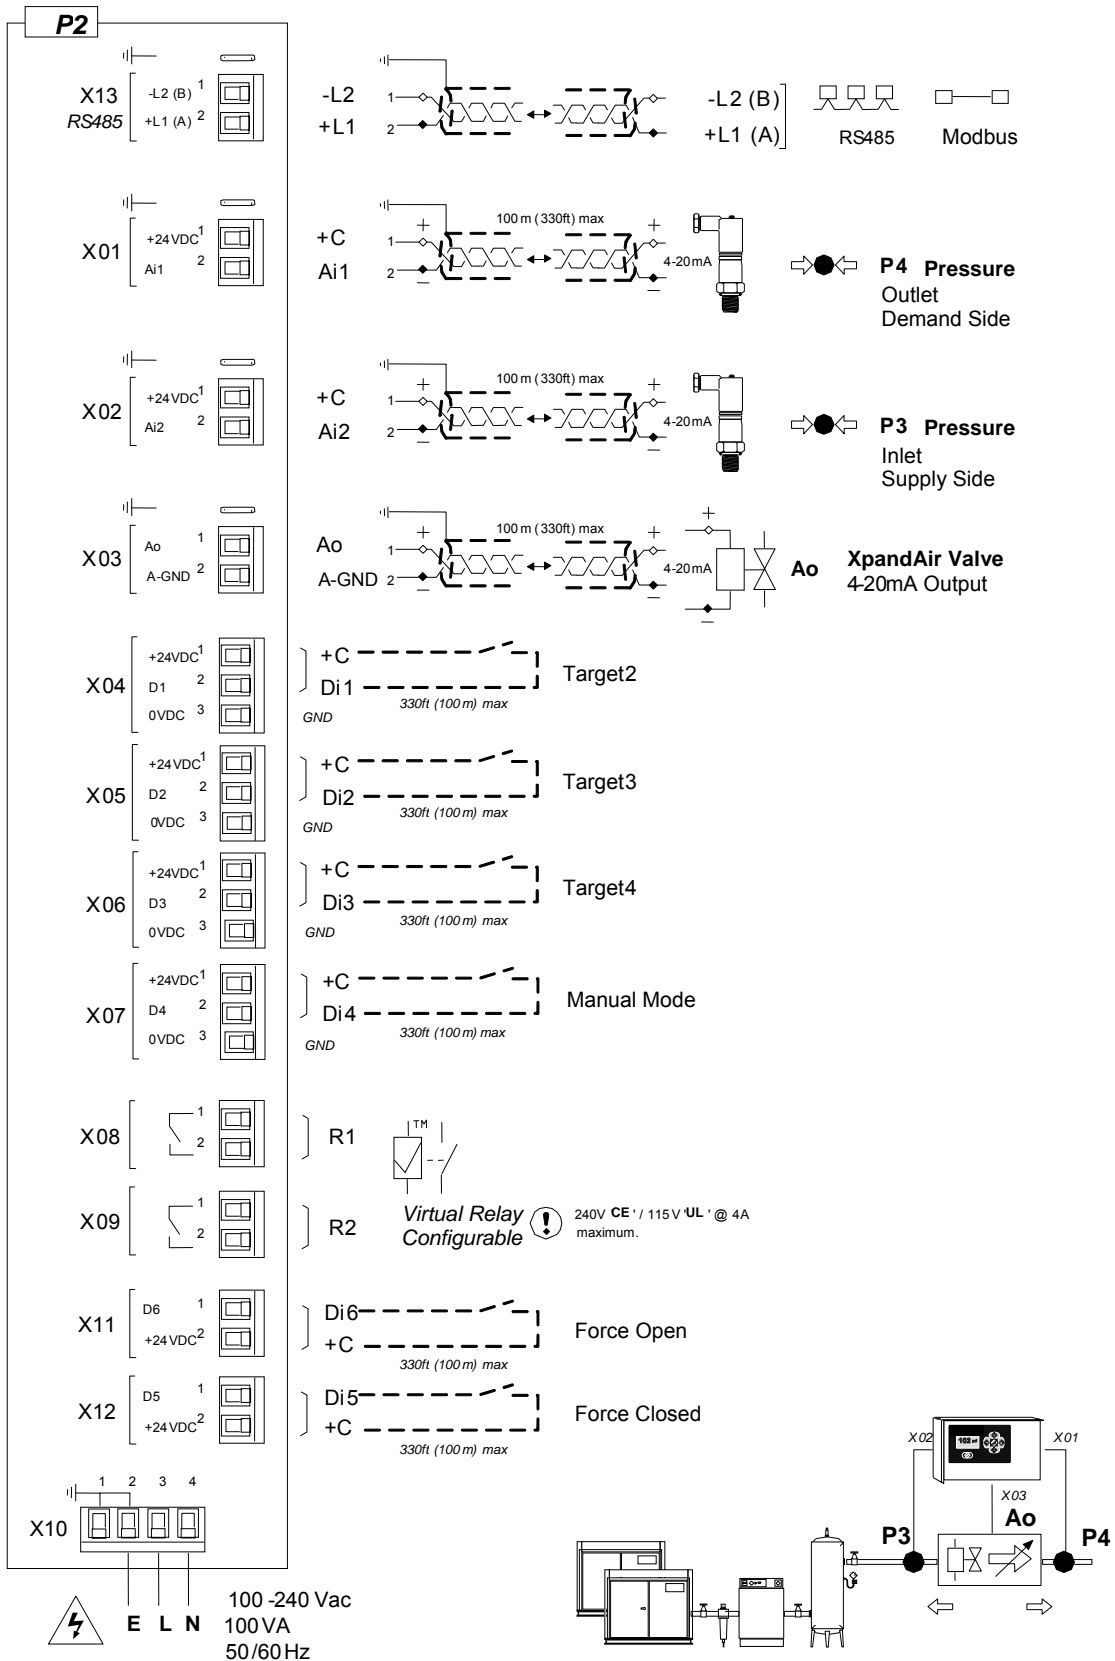 P2
X13
RS485
-L2 (B) 1
+L1 (A) 2
-L2 1
+L1 2
-L2 (B)
+L1 (A)
RS485
Modbus
X01
+24VDC 1
Ai1 2
+C 1
Ai1 2
+
−
100m (330ft) max
+
−
4-20mA
P4 Pressure
Outlet
Demand Side
X02
+24VDC 1
Ai2 2
+C 1
Ai2 2
+
−
100m (330ft) max
+
−
4-20mA
P3 Pressure
Inlet
Supply Side
X03
Ao 1
A-GND 2
Ao 1
A-GND 2
+
−
100m (330ft) max
+
−
4-20mA
+
−
Ao
XpandAir Valve
4-20mA Output
X04
+24VDC 1
D1 2
0VDC 3
+C
Di1
GND
330ft (100m) max
Target2
X05
+24VDC 1
D2 2
0VDC 3
+C
Di2
GND
330ft (100m) max
Target3
X06
+24VDC 1
D3 2
0VDC 3
+C
Di3
GND
330ft (100m) max
Target4
X07
+24VDC 1
D4 2
0VDC 3
+C
Di4
GND
330ft (100m) max
Manual Mode
X08
1
2
R1
TM
X09
1
2
R2
Virtual Relay
Configurable
240V CE ' / 115V 'UL ' @ 4A
maximum.
X11
D6 1
+24VDC 2
Di6
+C
330ft (100m) max
Force Open
X12
D5 1
+24VDC 2
Di5
+C
330ft (100m) max
Force Closed
X10
1 2 3 4
E L N
100 -240 Vac
100VA
50/60Hz
X02
X01
X03
Ao
P3
P4